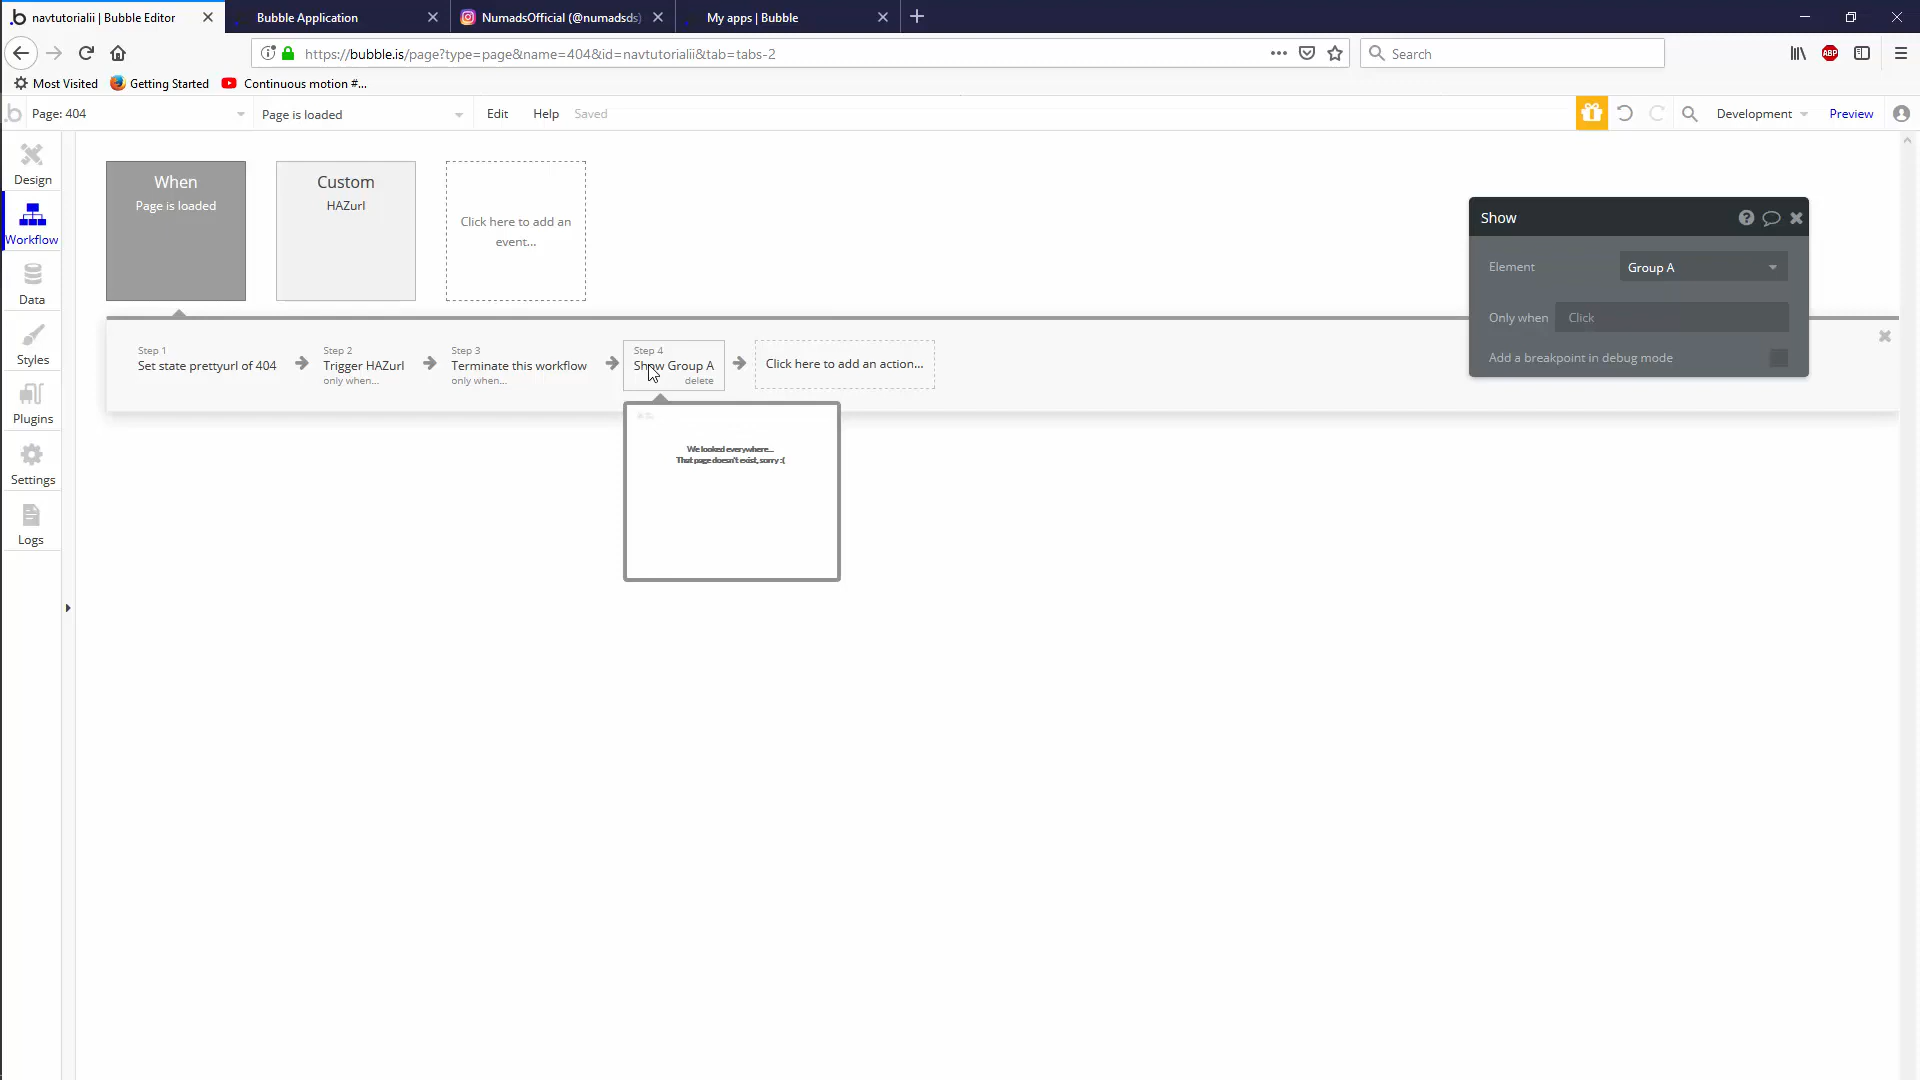 navtutorialii | Bubble Editor
Bubble Application
NumadsOfficial (@numadsds)
My apps | Bubble
https://bubble.is/page?type=page&name=404&id=navtutorialii&tab=tabs-2
Search
Most Visited
Getting Started
Continuous motion #...
Page: 404
Page is loaded
Edit
Help
Saved
Development
Preview
Design
Workflow
Data
Styles
Plugins
Settings
Logs
When
Page is loaded
Custom
HAZurl
Click here to add an
event...
Step 1
Set state prettyurl of 404
Step 2
Trigger HAZurl
only when...
Step 3
Terminate this workflow
only when...
Step 4
Show Group A
delete
Click here to add an action...
We looked everywhere...
That page doesn't exist, sorry :(
Show
Element
Group A
Only when
Click
Add a breakpoint in debug mode
ABP